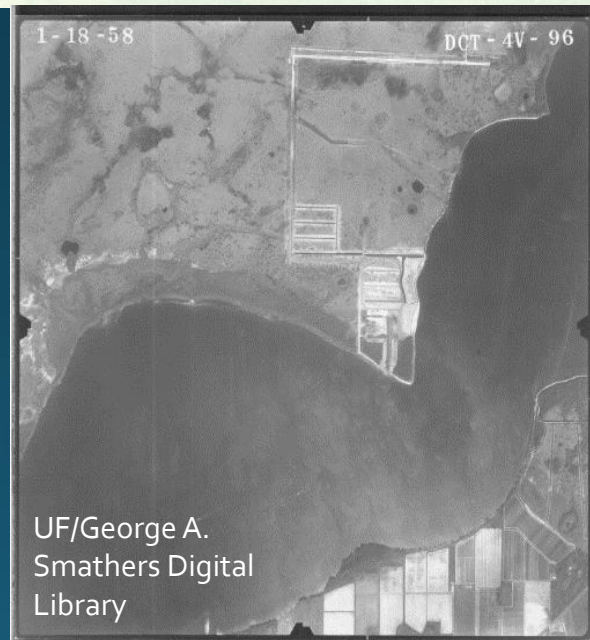 1-18-58
DCT-4V-96
UF/George A.
Smathers Digital
Library